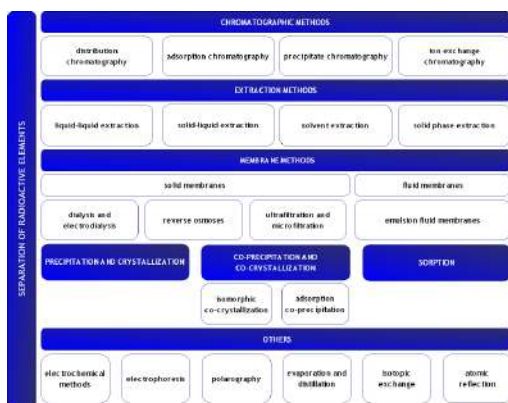 SEPARATION OF RADIOACTIVE ELEMENTS
CHROMATOGRAPHIC METHODS
distribution
chromatography
adsorption chromatography
precipitate chromatography
ion exchange
chromatography
EXTRACTION METHODS
liquid-liquid extraction
solid-liquid extraction
solvent extraction
solid phase extraction
MEMBRANE METHODS
solid membranes
fluid membranes
dialysis and
electrodialysis
reverse osmoses
ultrafiltration and
microfiltration
emulsion fluid membranes
PRECIPITATION AND CRYSTALLIZATION
CO-PRECIPITATION AND
CO-CRYSTALLIZATION
SORPTION
isomorphic
co-crystallization
adsorption
co-precipitation
OTHERS
electrochemical
methods
electrophoresis
polarography
evaporation and
distillation
isotopic
exchange
atomic
reflection